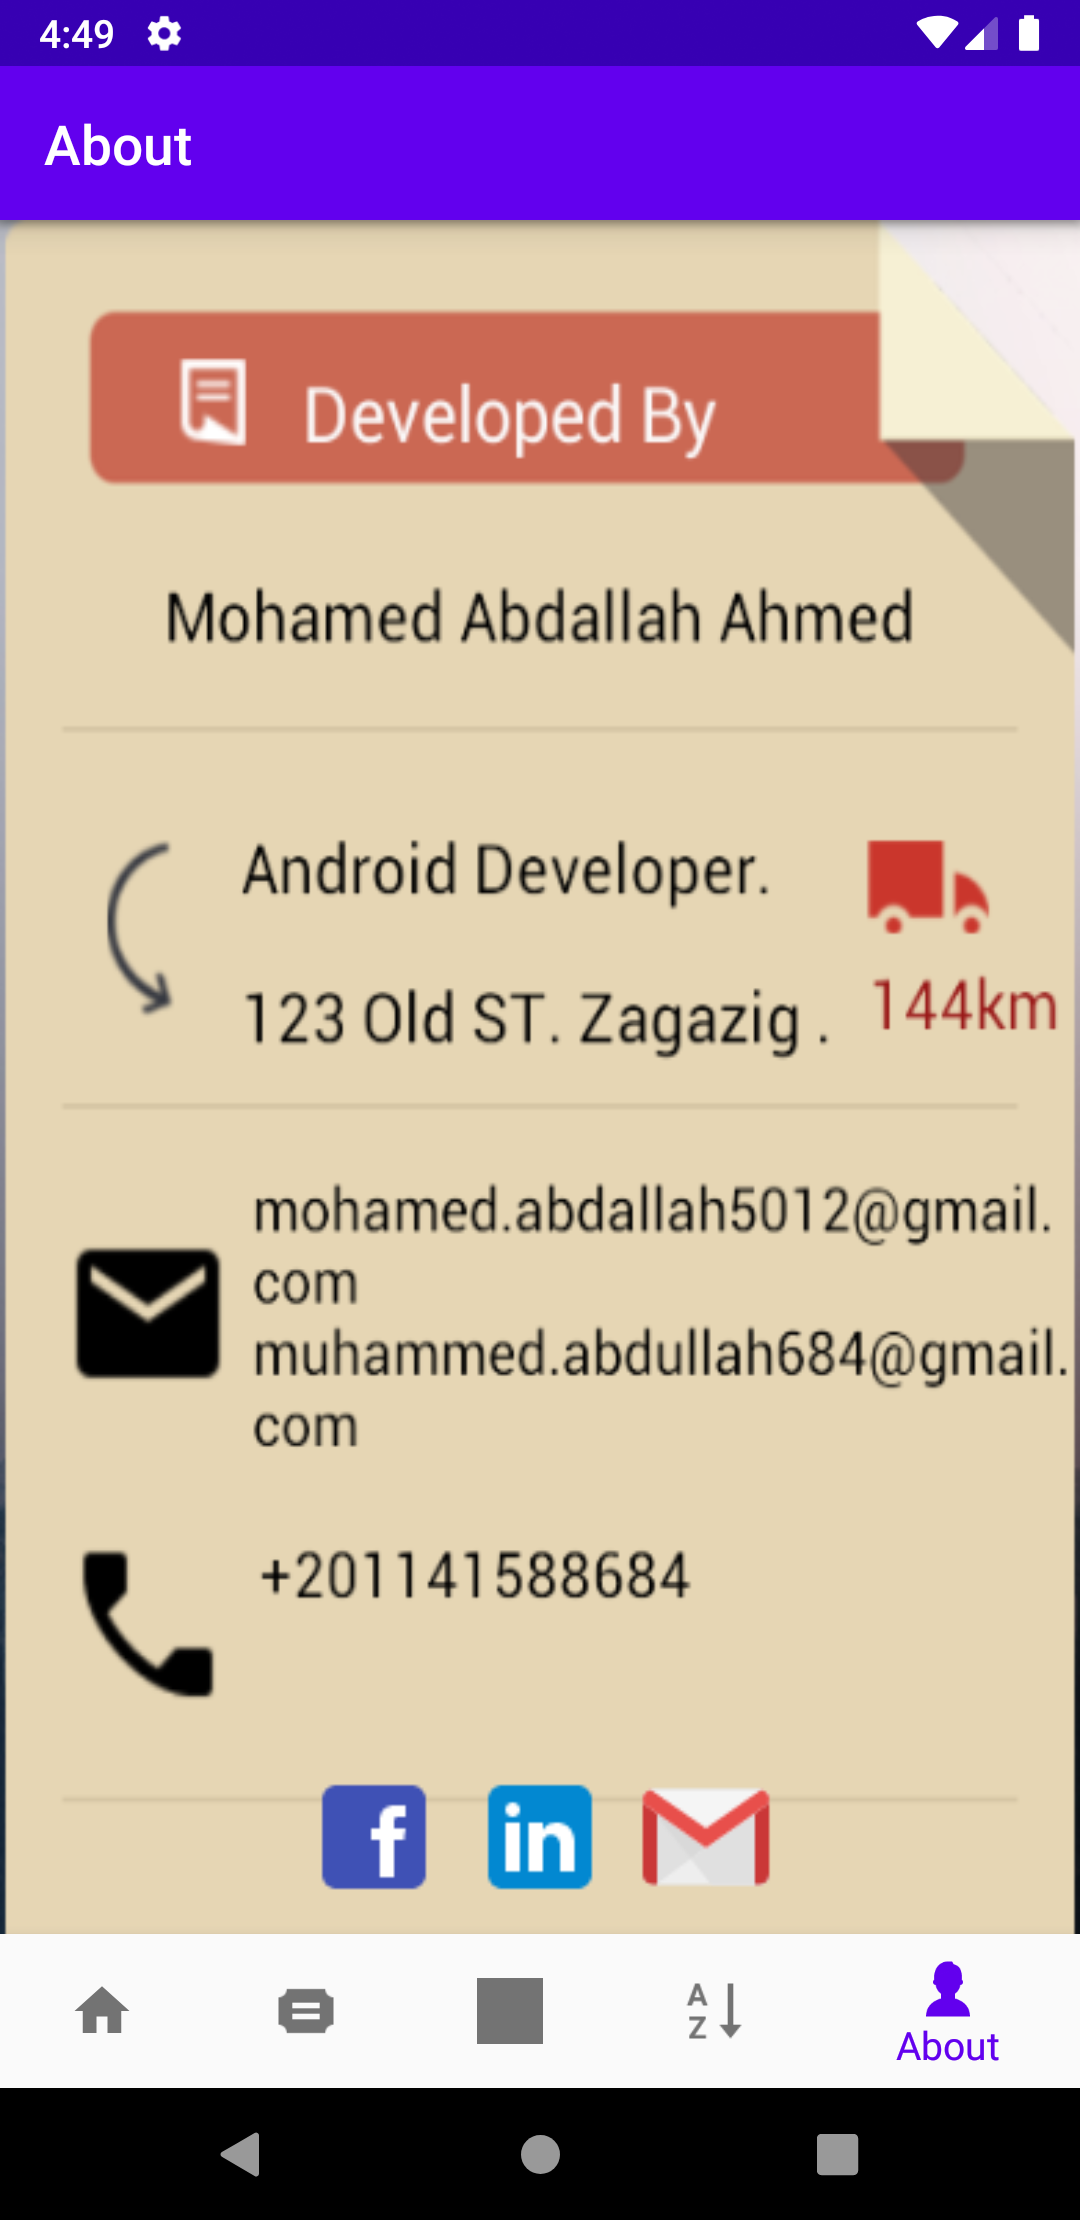 4:49
About
Developed By
Mohamed Abdallah Ahmed
Android Developer.
123 Old ST. Zagazig .
144km
mohamed.abdallah5012@gmail.
com
muhammed.abdullah684@gmail.
com
+201141588684
f
in
A
Z
About